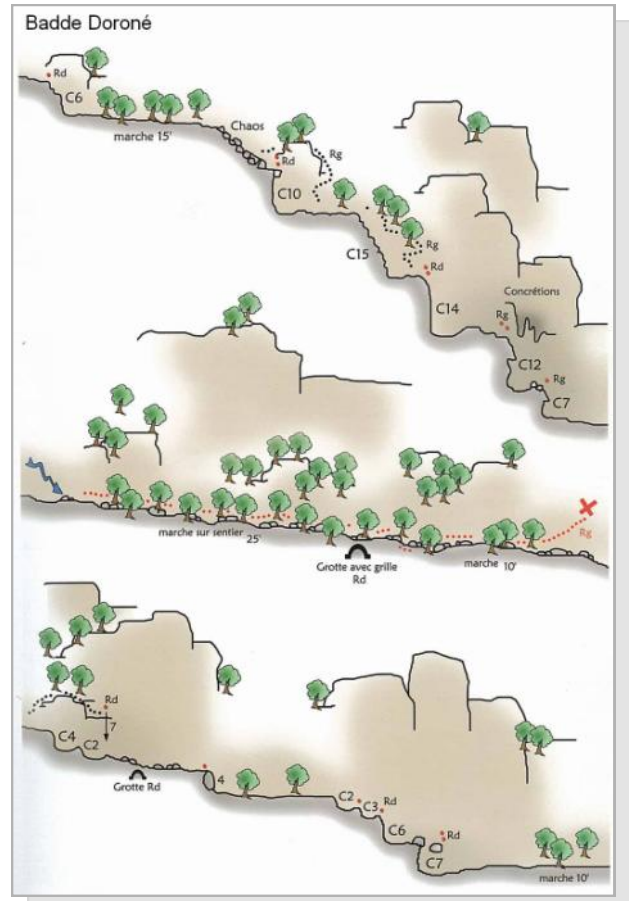 Badde Doroné
Rd
C6
marche 15'
Chaos
Rd
Rg
C10
C15
Rg
Rd
C14
Concrétions
Rg
C12
Rg
C7
marche sur sentier 25'
Grotte avec grille
Rd
marche 10'
Rg
Rd
7
C4
C2
Grotte Rd
4
C2
C3
Rd
C6
Rd
C7
marche 10'